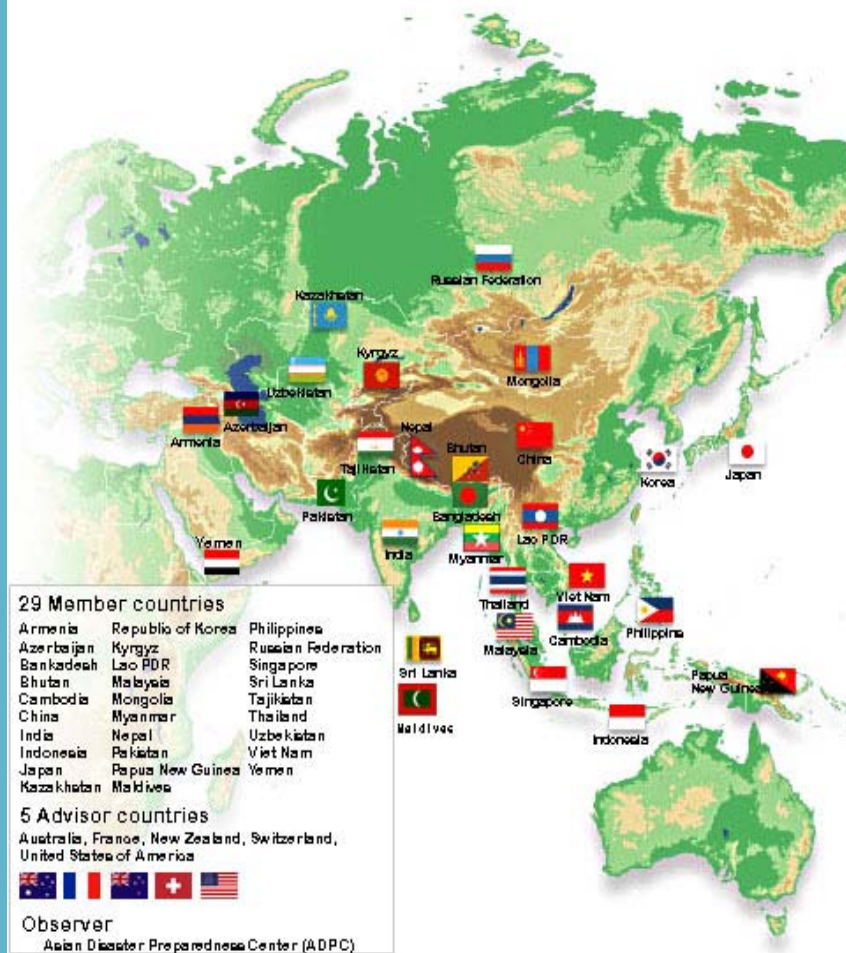 Russian Federation
Kazakhstan
Kyrgyz
Mongolia
Uzbekistan
Azerbaijan
Armenia
Nepal
Bhutan
China
Tajikistan
Korea
Japan
Pakistan
Bangladesh
Lao PDR
India
Myanmar
Yemen
Thailand
Viet Nam
Cambodia
Philippine
Malaysia
Sri Lanka
Singapore
Papua
New Guinea
Maldives
Indonesia
29 Member countries
Armenia Republic of Korea Philippines
Azerbaijan Kyrgyz Russian Federation
Bankadesh Lao PDR Singapore
Bhutan Malaysia Sri Lanka
Cambodia Mongolia Tajikistan
China Myanmar Thailand
India Nepal Uzbekistan
Indonesia Pakistan Viet Nam
Japan Papua New Guinea Yemen
Kazakhstan Maldives
5 Advisor countries
Australia, France, New Zealand, Switzerland,
United States of America
Observer
Asian Disaster Preparedness Center (ADPC)